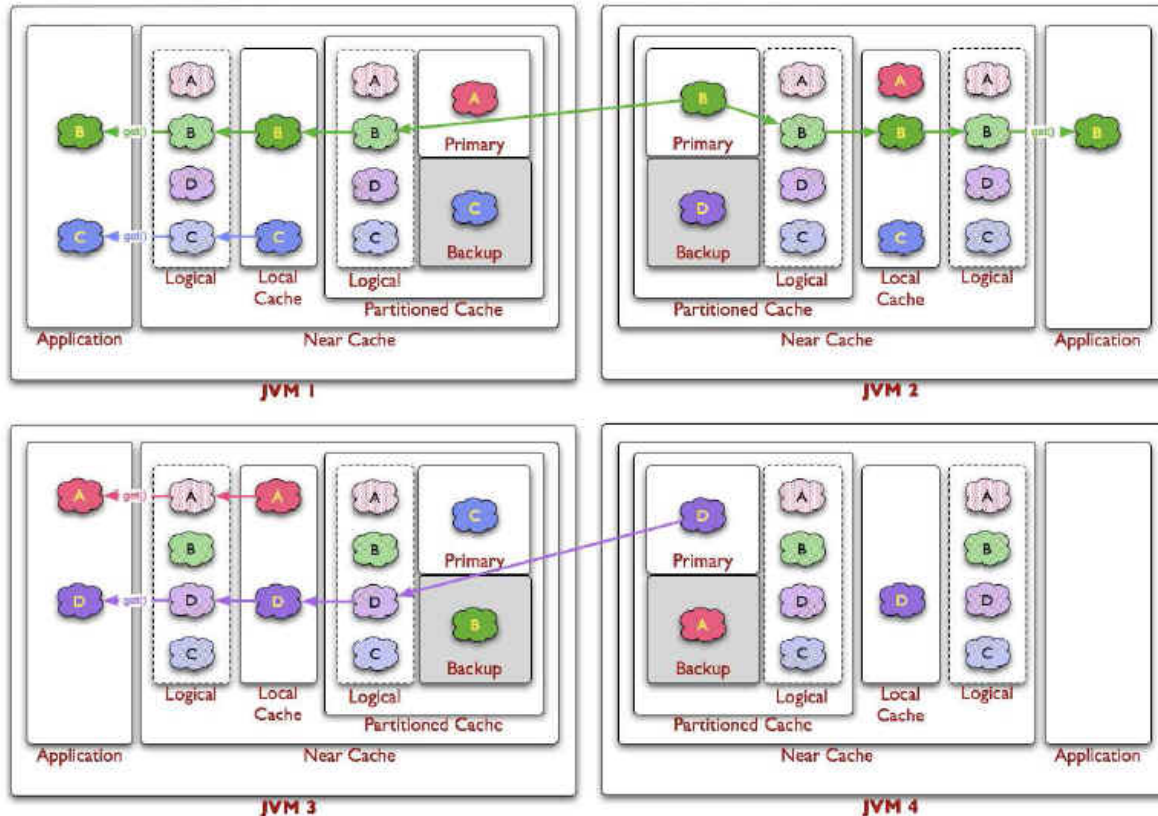 A A A A A A
B get() B B B B B B B get() B
Primary Primary
D D D D D
C get() C C C C C C C
Backup Backup
Logical Local Cache Logical Logical Local Cache Logical
Partitioned Cache Partitioned Cache
Application Near Cache Near Cache Application
JVM 1 JVM 2
A get() A A A A A
C D
B B Primary Primary B B
D get() D D D D D D
B A
C C Backup Backup C C
Logical Local Cache Logical Logical Local Cache Logical
Partitioned Cache Partitioned Cache
Application Near Cache Near Cache Application
JVM 3 JVM 4